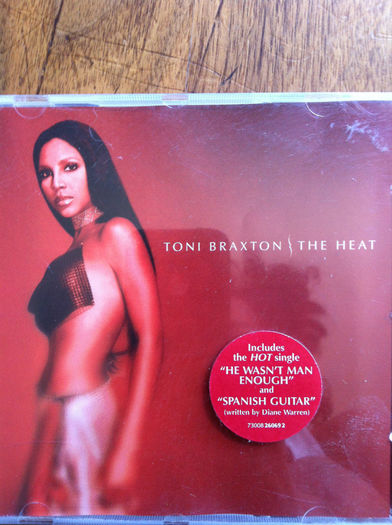 TONI BRAXTON THE HEAT
Includes
the HOT single
"HE WASN'T MAN
ENOUGH"
and
"SPANISH GUITAR"
(written by Diane Warren)
73008 26069 2